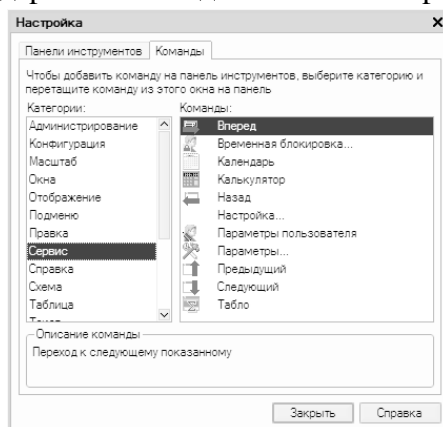 Настройка
Панели инструментов Команды
Чтобы добавить команду на панель инструментов, выберите категорию и
перетащите команду из этого окна на панель
Категории: Команды:
Администрирование
Конфигурация
Масштаб
Окна
Отображение
Подменю
Правка
Сервис
Справка
Схема
Таблица
Вперед
Временная блокировка...
Календарь
Калькулятор
Назад
Настройка...
Параметры пользователя
Параметры...
Предыдущий
Следующий
Табло
Описание команды
Переход к следующему показанному
Закрыть Справка